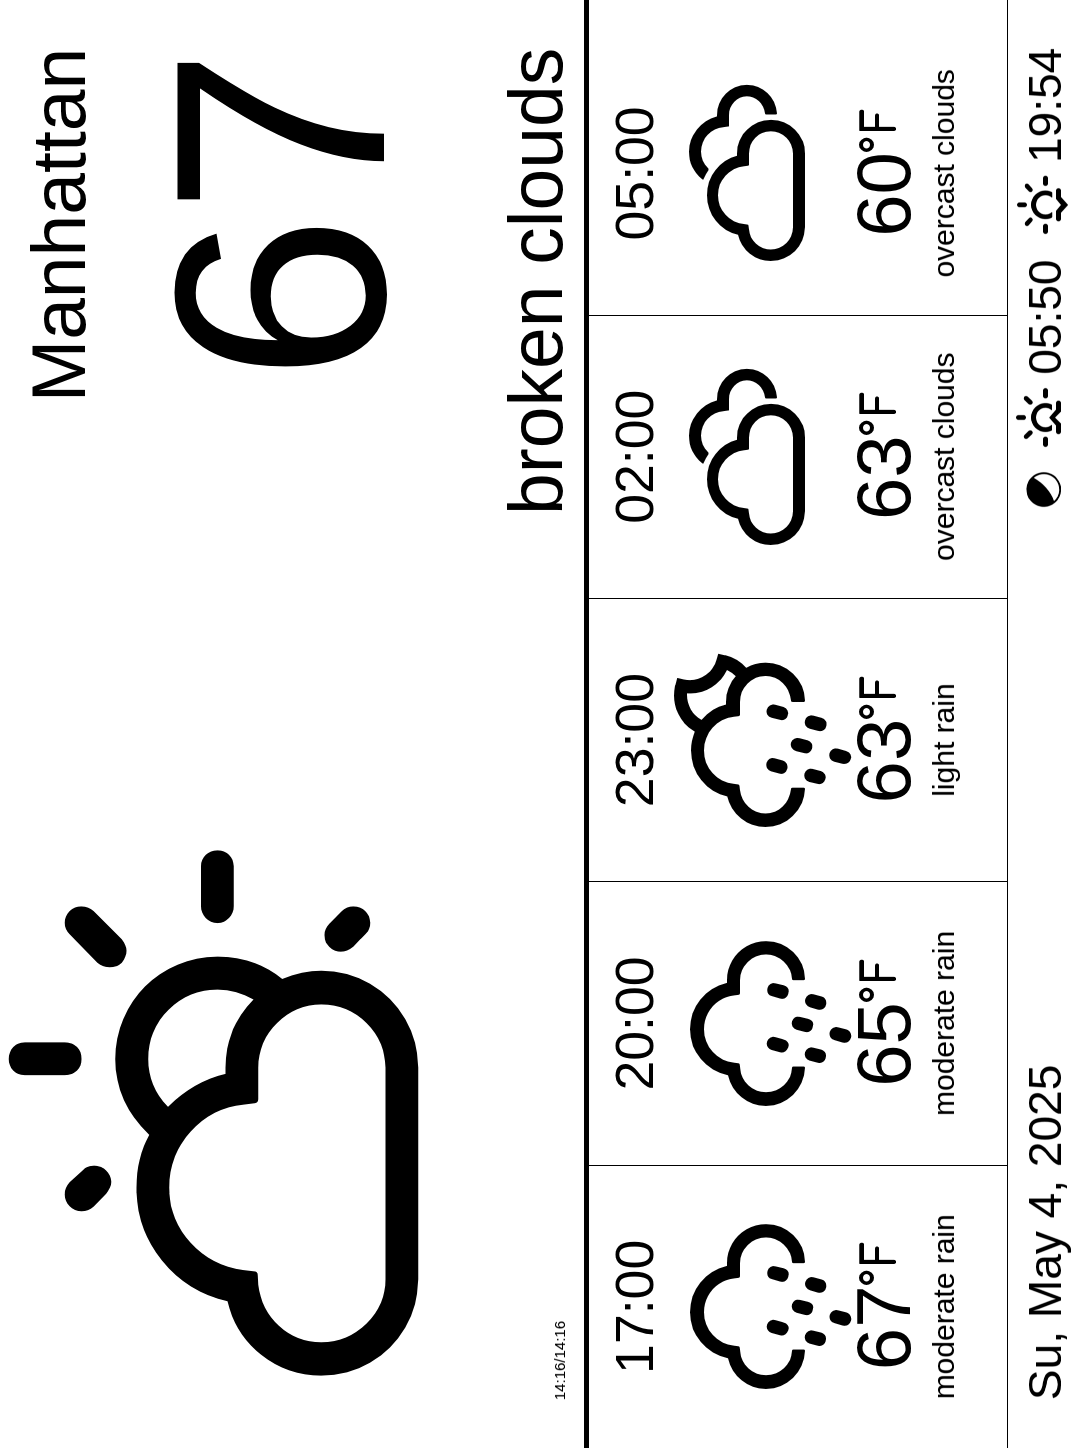 Manhattan
67
broken clouds
14:16/14:16
17:00 20:00 23:00 02:00 05:00
67°F 65°F 63°F 63°F 60°F
moderate rain moderate rain light rain overcast clouds overcast clouds
Su, May 4, 2025 05:50 19:54